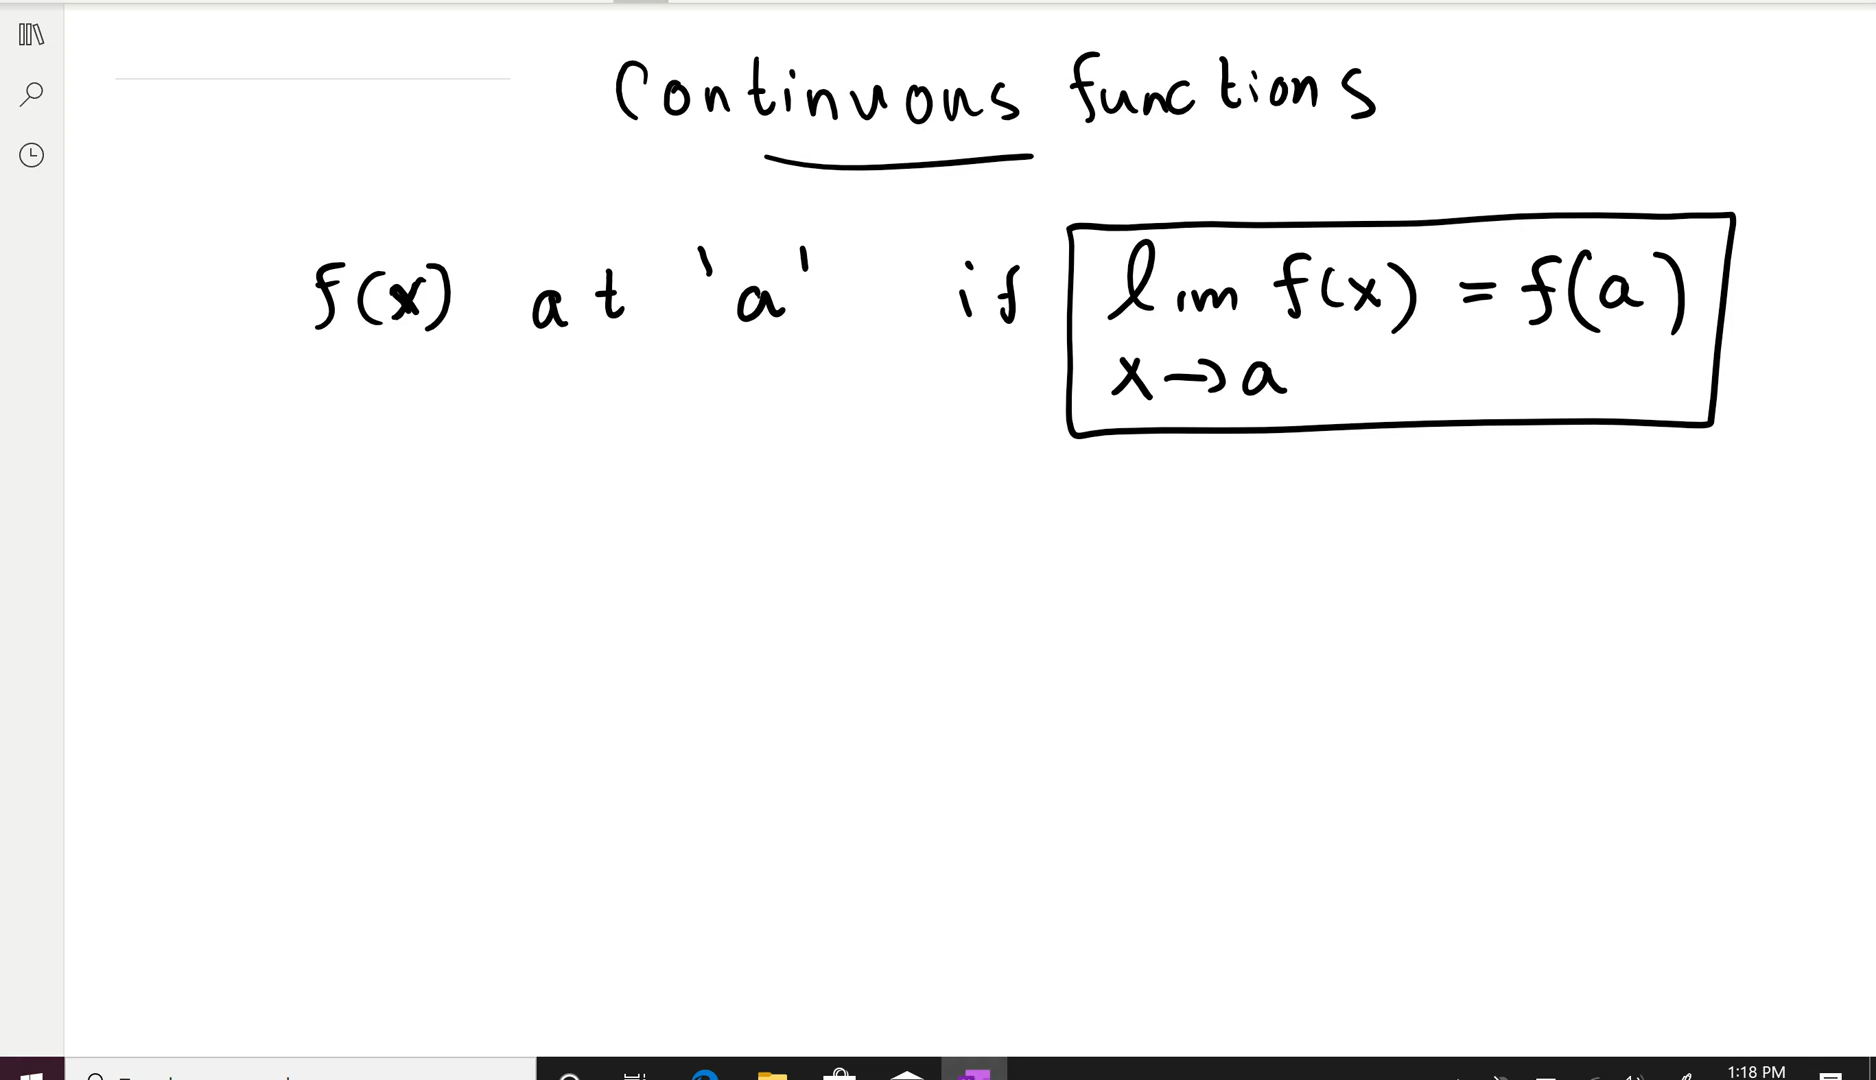 Continuous functions
f(x) at 'a' if lim f(x) = f(a)
x→a
1:18 PM